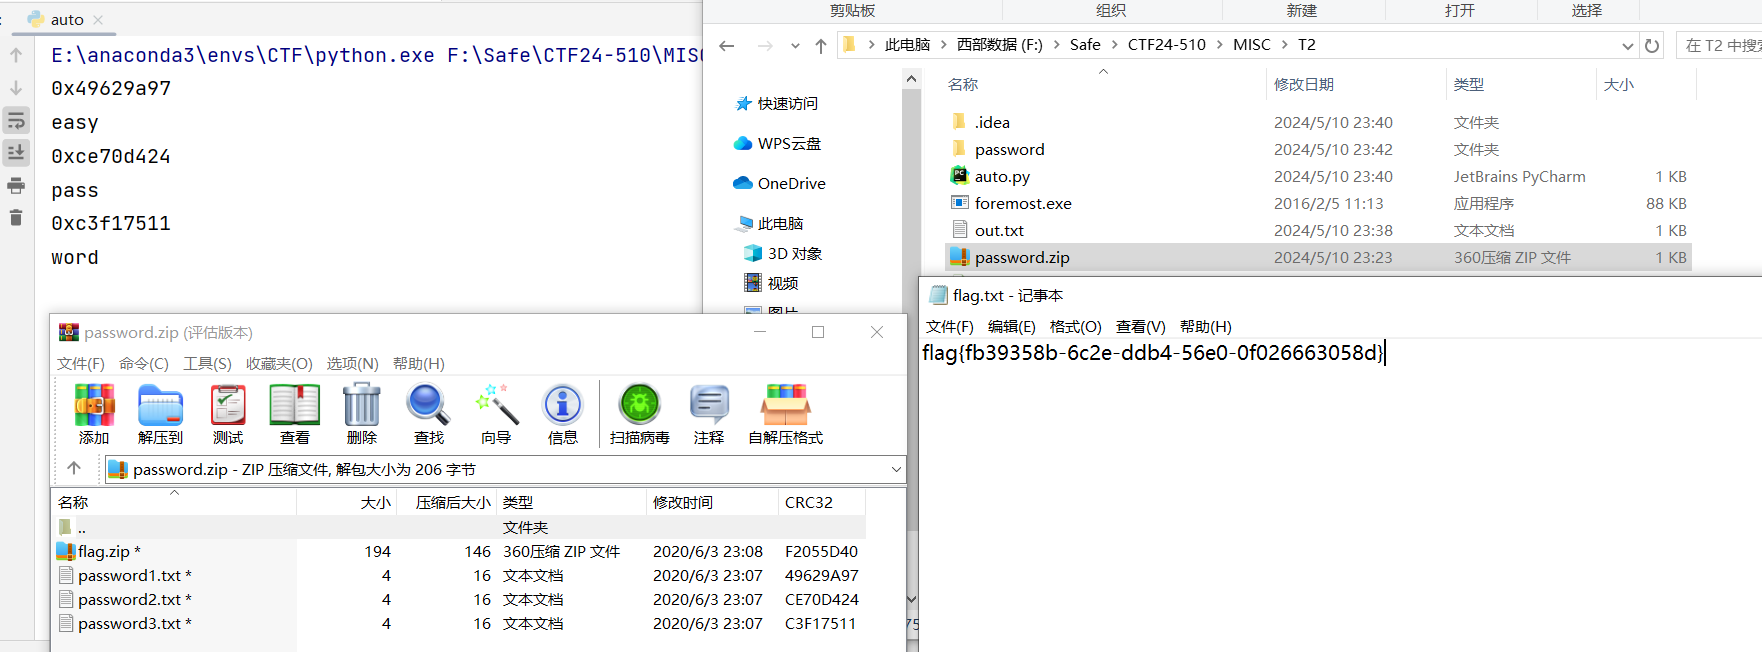 auto
E:\anaconda3\envs\CTF\python.exe F:\Safe\CTF24-510\MISC
0x49629a97
easy
0xce70d424
pass
0xc3f17511
word
剪贴板 组织 新建 打开 选择
此电脑 西部数据 (F:) Safe CTF24-510 MISC T2
在 T2 中搜索
快速访问
WPS云盘
OneDrive
此电脑
3D 对象
视频
图片
名称 修改日期 类型 大小
.idea 2024/5/10 23:40 文件夹
password 2024/5/10 23:42 文件夹
auto.py 2024/5/10 23:40 JetBrains PyCharm 1 KB
foremost.exe 2016/2/5 11:13 应用程序 88 KB
out.txt 2024/5/10 23:38 文本文档 1 KB
password.zip 2024/5/10 23:23 360压缩 ZIP 文件 1 KB
password.zip (评估版本)
文件(F) 命令(C) 工具(S) 收藏夹(O) 选项(N) 帮助(H)
添加 解压到 测试 查看 删除 查找 向导 信息 扫描病毒 注释 自解压格式
password.zip - ZIP 压缩文件, 解包大小为 206 字节
名称 大小 压缩后大小 类型 修改时间 CRC32
.. 文件夹
flag.zip * 194 146 360压缩 ZIP 文件 2020/6/3 23:08 F2055D40
password1.txt * 4 16 文本文档 2020/6/3 23:07 49629A97
password2.txt * 4 16 文本文档 2020/6/3 23:07 CE70D424
password3.txt * 4 16 文本文档 2020/6/3 23:07 C3F17511
flag.txt - 记事本
文件(F) 编辑(E) 格式(O) 查看(V) 帮助(H)
flag{fb39358b-6c2e-ddb4-56e0-0f026663058d}